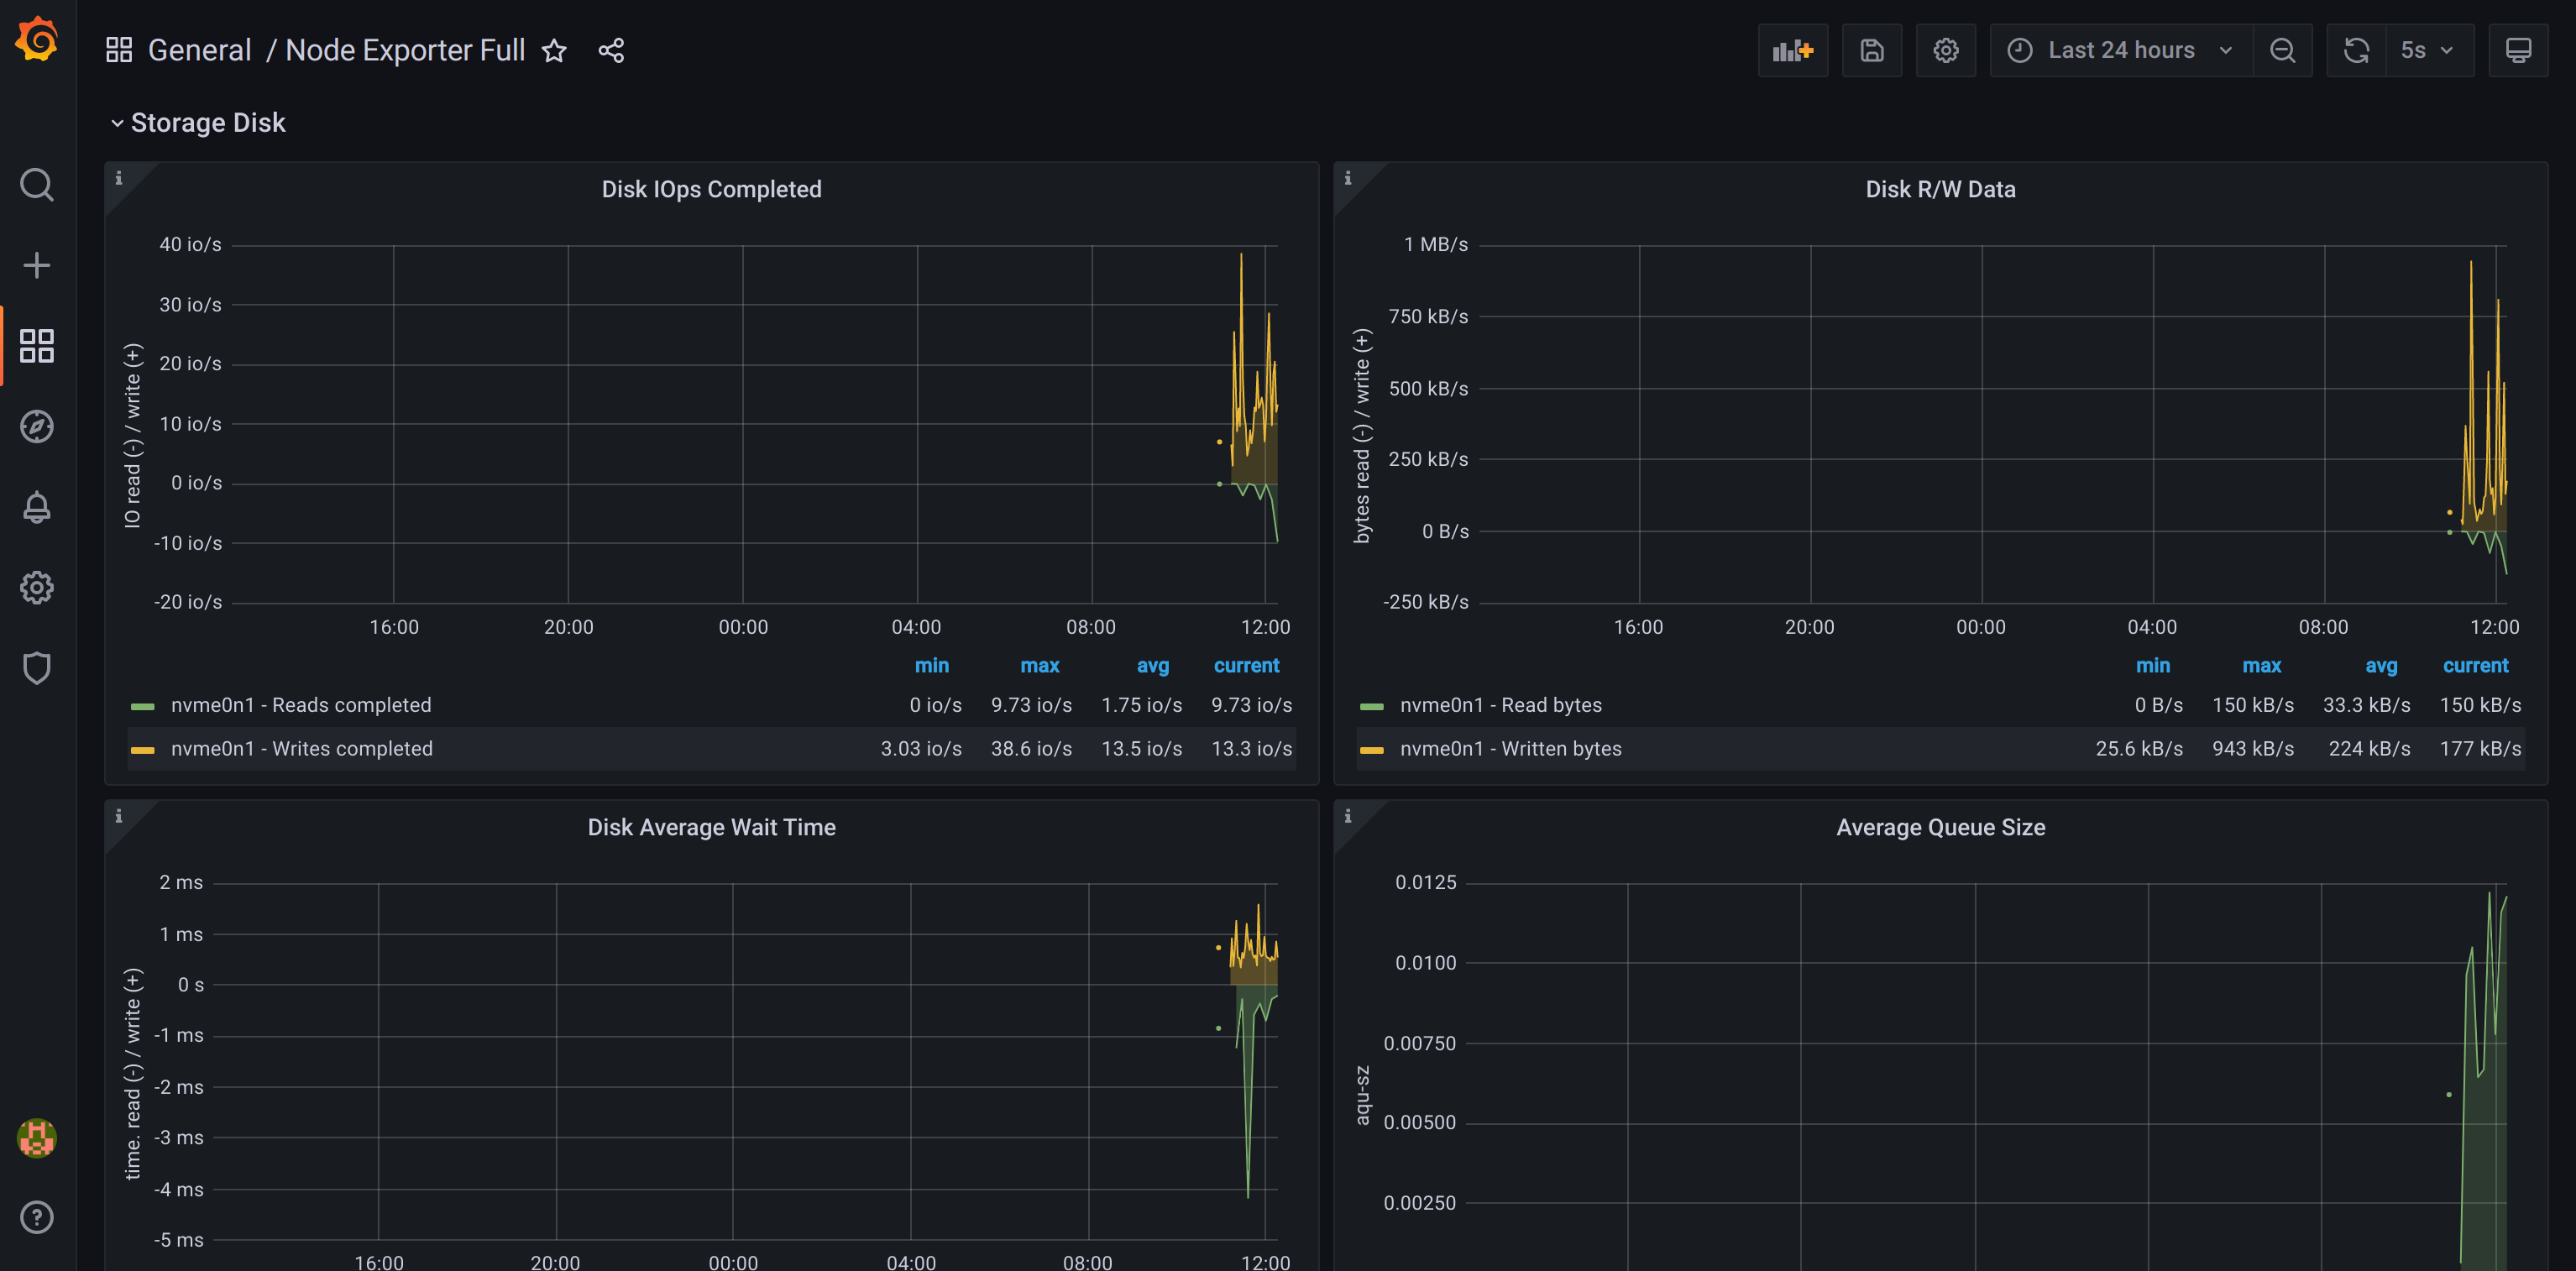 General / Node Exporter Full
Last 24 hours
5s
Storage Disk
i
Disk IOps Completed
IO read (-) / write (+)
40 io/s
30 io/s
20 io/s
10 io/s
0 io/s
-10 io/s
-20 io/s
16:00 20:00 00:00 04:00 08:00 12:00
min max avg current
nvme0n1 - Reads completed 0 io/s 9.73 io/s 1.75 io/s 9.73 io/s
nvme0n1 - Writes completed 3.03 io/s 38.6 io/s 13.5 io/s 13.3 io/s
i
Disk R/W Data
bytes read (-) / write (+)
1 MB/s
750 kB/s
500 kB/s
250 kB/s
0 B/s
-250 kB/s
16:00 20:00 00:00 04:00 08:00 12:00
min max avg current
nvme0n1 - Read bytes 0 B/s 150 kB/s 33.3 kB/s 150 kB/s
nvme0n1 - Written bytes 25.6 kB/s 943 kB/s 224 kB/s 177 kB/s
i
Disk Average Wait Time
time. read (-) / write (+)
2 ms
1 ms
0 s
-1 ms
-2 ms
-3 ms
-4 ms
-5 ms
16:00 20:00 00:00 04:00 08:00 12:00
i
Average Queue Size
aqu-sz
0.0125
0.0100
0.00750
0.00500
0.00250
?